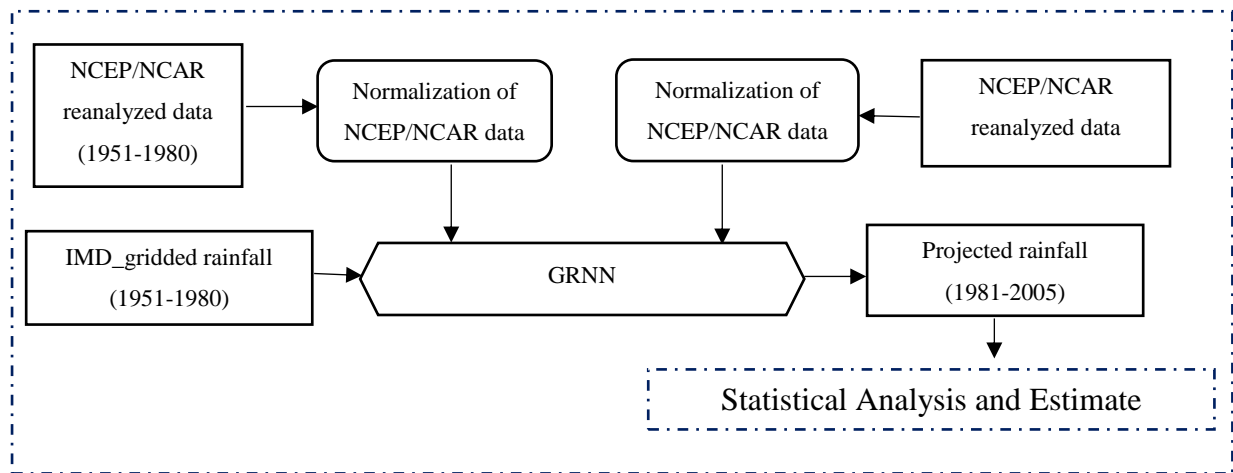 NCEP/NCAR
reanalyzed data
(1951-1980)
Normalization of
NCEP/NCAR data
Normalization of
NCEP/NCAR data
NCEP/NCAR
reanalyzed data
IMD_gridded rainfall
(1951-1980)
GRNN
Projected rainfall
(1981-2005)
Statistical Analysis and Estimate